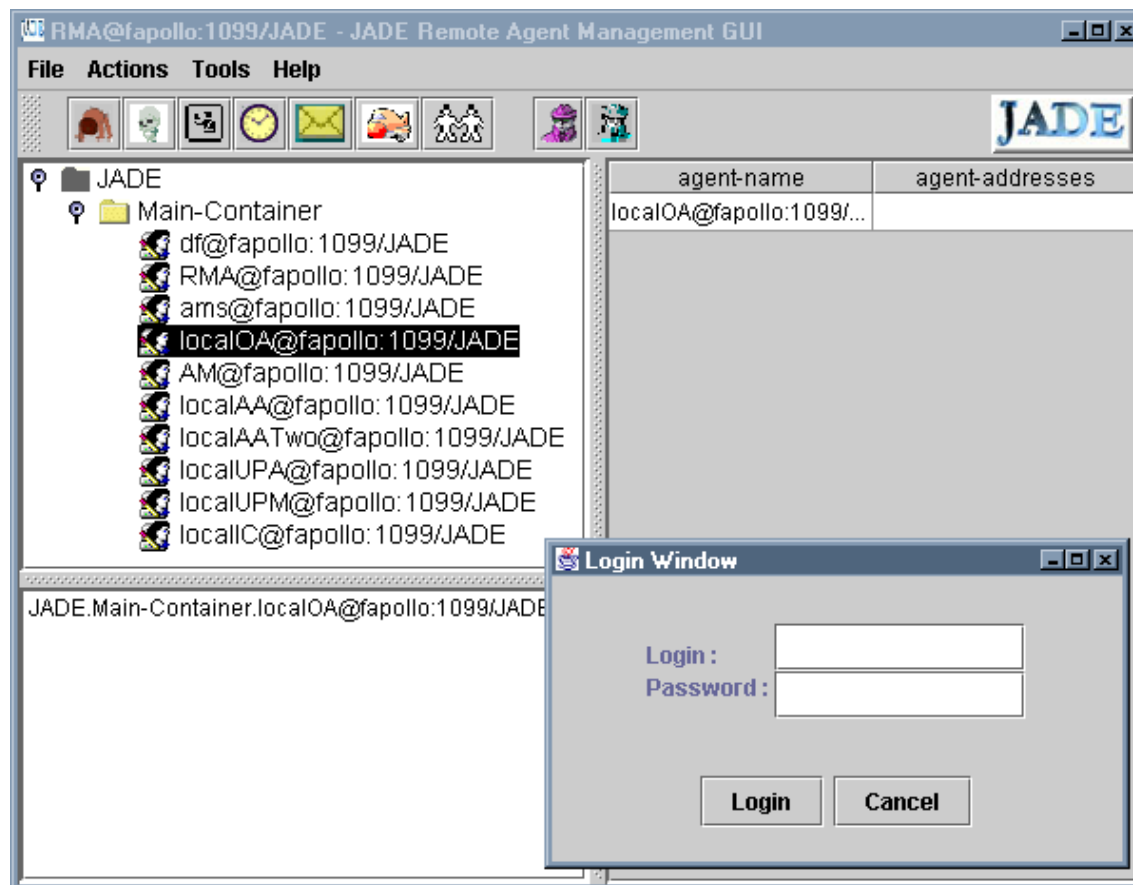 RMA@fapollo:1099/JADE - JADE Remote Agent Management GUI
File Actions Tools Help
JADE
JADE
Main-Container
df@fapollo:1099/JADE
RMA@fapollo:1099/JADE
ams@fapollo:1099/JADE
localOA@fapollo:1099/JADE
AM@fapollo:1099/JADE
localAA@fapollo:1099/JADE
localAATwo@fapollo:1099/JADE
localUPA@fapollo:1099/JADE
localUPM@fapollo:1099/JADE
localIC@fapollo:1099/JADE
agent-name agent-addresses
localOA@fapollo:1099/...
JADE.Main-Container.localOA@fapollo:1099/JADE
Login Window
Login :
Password :
Login Cancel